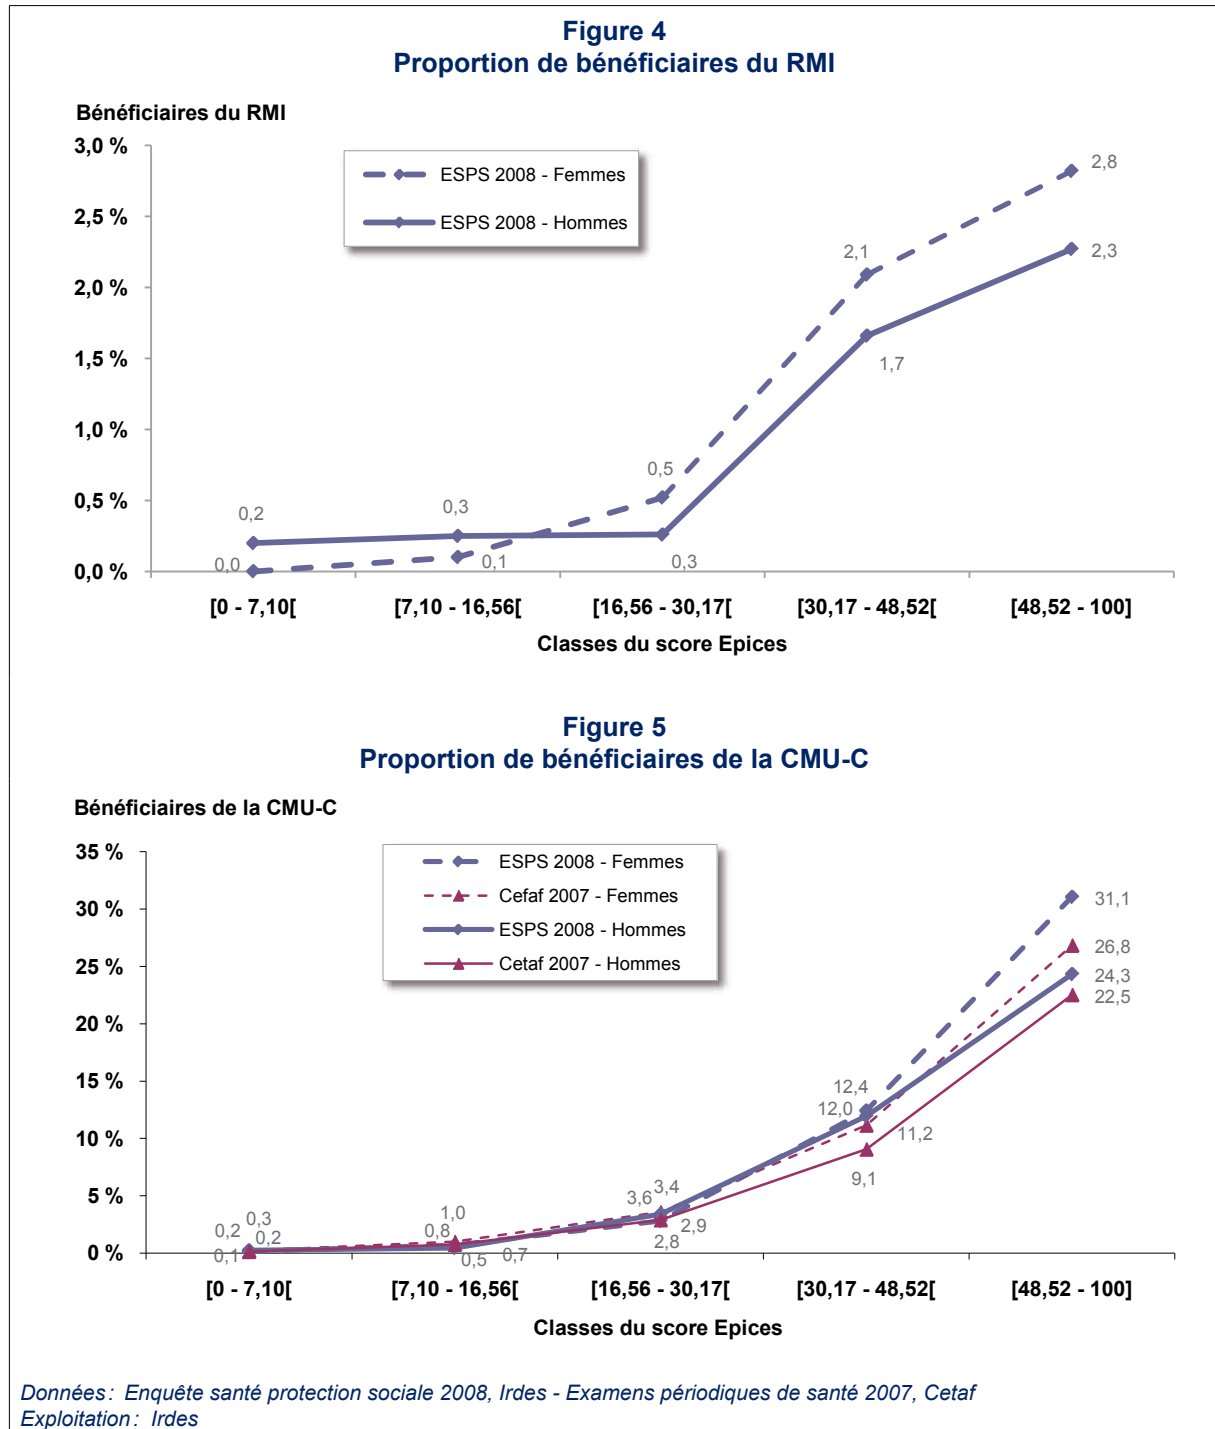 Figure 4
Proportion de bénéficiaires du RMI
Bénéficiaires du RMI
3,0 %
2,5 %
2,0 %
1,5 %
1,0 %
0,5 %
0,0 %
ESPS 2008 - Femmes
ESPS 2008 - Hommes
2,8
2,3
2,1
1,7
0,5
0,3
0,2
0,3
0,0
0,1
[0 - 7,10[
[7,10 - 16,56[
[16,56 - 30,17[
[30,17 - 48,52[
[48,52 - 100]
Classes du score Epices
Figure 5
Proportion de bénéficiaires de la CMU-C
Bénéficiaires de la CMU-C
35 %
30 %
25 %
20 %
15 %
10 %
5 %
0 %
ESPS 2008 - Femmes
Cefaf 2007 - Femmes
ESPS 2008 - Hommes
Cetaf 2007 - Hommes
31,1
26,8
24,3
22,5
12,4
12,0
11,2
9,1
3,6
3,4
2,9
2,8
1,0
0,8
0,5
0,7
0,2
0,3
0,2
0,1
[0 - 7,10[
[7,10 - 16,56[
[16,56 - 30,17[
[30,17 - 48,52[
[48,52 - 100]
Classes du score Epices
Données : Enquête santé protection sociale 2008, Irdes - Examens périodiques de santé 2007, Cetaf
Exploitation : Irdes